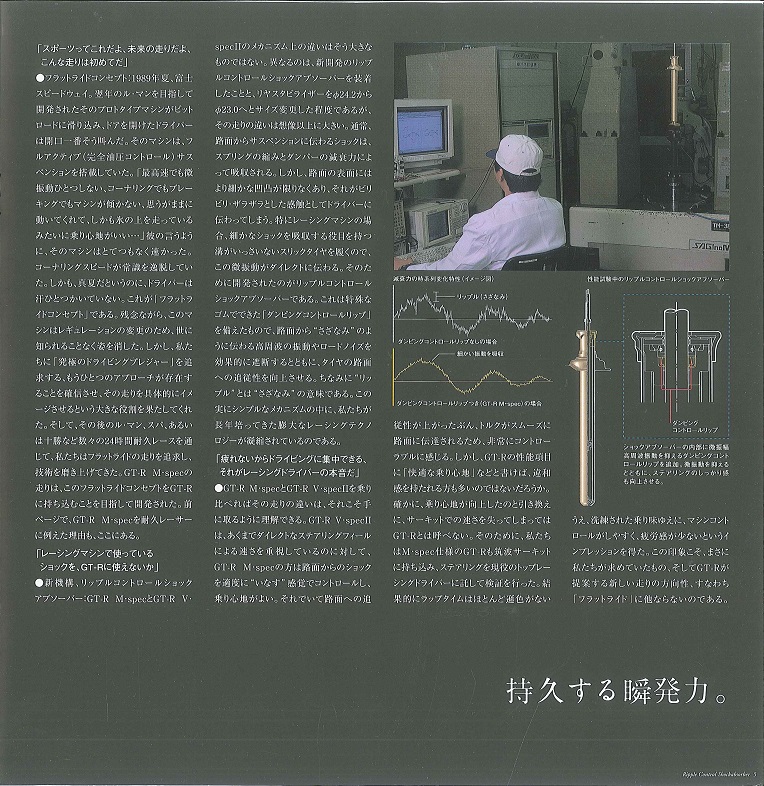 「スポーツってこれだよ、未来の走りだよ、
こんな走りは初めてだ」
●フラットライドコンセプト:1989年夏、富士
スピードウェイ。翌年のル・マンを目指して
開発されたそのプロトタイプマシンがピット
ロードに滑り込み、ドアを開けたドライバー
は開口一番そう叫んだ。そのマシンは、フ
ルアクティブ(完全油圧コントロール)サス
ペンションを搭載していた。「最高速でも微
振動ひとつしない、コーナリングでもブレー
キングでもマシンが傾かない、思うがままに
動いてくれて、しかも氷の上を走っている
みたいに乗り心地がいい…」彼の言うよう
に、そのマシンはとてつもなく速かった。
コーナリングスピードが常識を逸脱してい
た。しかも、真夏だというのに、ドライバーは
汗ひとつかいていない。これが「フラットラ
イドコンセプト」である。残念ながら、このマ
シンはレギュレーションの変更のため、世に
知られることなく姿を消した。しかし、私た
ちに「究極のドライビングプレジャー」を追
求する、もうひとつのアプローチが存在す
ることを確信させ、その走りを具体的にイメ
ージさせるという大きな役割を果たしてくれ
た。そして、その後のル・マン、スパ、あるい
は十勝など数々の24時間耐久レースを通
じて、私たちはフラットライドの走りを追求し、
技術を磨き上げてきた。GT-R M・specの
走りは、このフラットライドコンセプトをGT-R
に持ち込むことを目指して開発された。前
ページで、GT-R M・specを耐久レーサー
に例えた理由も、ここにある。
「レーシングマシンで使っている
ショックを、GT-Rに使えないか」
●新機構、リップルコントロールショック
アブソーバー:GT-R M・specとGT-R V・
specIIのメカニズム上の違いはそう大きな
ものではない。異なるのは、新開発のリップ
ルコントロールショックアブソーバーを装着
したことと、リヤスタビライザーをφ24.2から
φ23.0へとサイズ変更した程度であるが、
その走りの違いは想像以上に大きい。通常、
路面からサスペンションに伝わるショックは、
スプリングの縮みとダンパーの減衰力によ
って吸収される。しかし、路面の表面には
より細かな凹凸が限りなくあり、それがビリ
ビリ・ザラザラとした感触としてドライバーに
伝わってしまう。特にレーシングマシンの場
合、細かなショックを吸収する役目を持つ
溝がいっさいないスリックタイヤを履くので、
この微振動がダイレクトに伝わる。そのた
めに開発されたのがリップルコントロール
ショックアブソーバーである。これは特殊な
ゴムでできた「ダンピングコントロールリップ」
を備えたもので、路面から“さざなみ”のよ
うに伝わる高周波の振動やロードノイズを
効果的に遮断するとともに、タイヤの路面
への追従性を向上させる。ちなみに“リッ
プル”とは“さざなみ”の意味である。この
実にシンプルなメカニズムの中に、私たちが
長年培ってきた膨大なレーシングテクノ
ロジーが凝縮されているのである。
「疲れないからドライビングに集中できる、
それがレーシングドライバーの本音だ」
●GT-R M・specとGT-R V・specIIを乗り
比べればその走りの違いは、それこそ手
に取るように理解できる。GT-R V・specII
は、あくまでダイレクトなステアリングフィール
による速さを重視しているのに対して、
GT-R M・specの方は路面からのショック
を適度に“いなす”感覚でコントロールし、
乗り心地がよい。それでいて路面への追
TH-3
SAGineW
減衰力の時系列変化特性(イメージ図)
リップル(さざなみ)
ダンピングコントロールリップなしの場合
細かい振動を吸収
ダンピングコントロールリップつき(GT-R M・spec)の場合
性能試験中のリップルコントロールショックアブソーバー
ダンピング
コントロールリップ
ショックアブソーバーの内部に微振幅
高周波振動を抑えるダンピングコント
ロールリップを追加。微振動を抑える
とともに、ステアリングのしっかり感
も向上させる。
従性が上がったぶん、トルクがスムーズに
路面に伝達されるため、非常にコントロー
ラブルに感じる。しかし、GT-Rの性能項目
に「快適な乗り心地」などと書けば、違和
感を持たれる方も多いのではないだろうか。
確かに、乗り心地が向上したのと引き換え
に、サーキットでの速さを失ってしまっては
GT-Rとは呼べない。そのために、私たち
はM・spec仕様のGT-Rも筑波サーキット
に持ち込み、ステアリングを現役のトップレー
シングドライバーに託して検証を行った。結
果的にラップタイムはほとんど遜色がない
うえ、洗練された乗り味ゆえに、マシンコント
ロールがしやすく、疲労感が少ないというイ
ンプレッションを得た。この印象こそ、まさに
私たちが求めていたもの、そしてGT-Rが
提案する新しい走りの方向性、すなわち
「フラットライド」に他ならないのである。
持久する瞬発力。
Ripple Control Shockabsorber 5